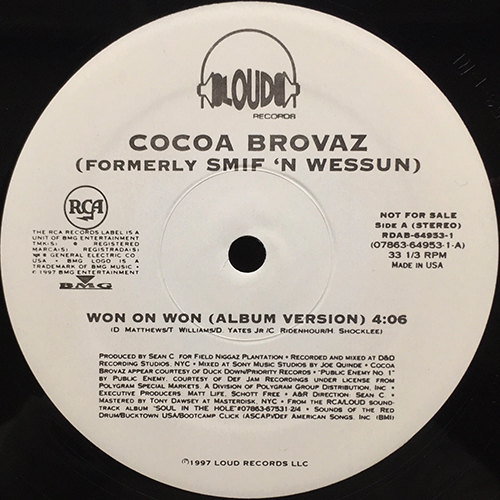 LOUD
RECORDS
COCOA BROVAZ
(FORMERLY SMIF 'N WESSUN)
RCA
THE RCA RECORDS LABEL IS A
UNIT OF BMG ENTERTAINMENT
TMK(S) ® REGISTERED
MARCA(S) REGISTRADA(S)
® GENERAL ELECTRIC CO.
USA • BMG LOGO IS A
TRADEMARK OF BMG MUSIC •
© 1997 BMG ENTERTAINMENT
BMG
NOT FOR SALE
SIDE A (STEREO)
RDAB-64953-1
(07863-64953-1-A)
33 1/3 RPM
MADE IN USA
WON ON WON (ALBUM VERSION) 4:06
(D MATTHEWS/T WILLIAMS/D YATES JR/C RIDENHOUR/H SHOCKLEE)
PRODUCED BY SEAN C. FOR FIELD NIGGAZ PLANTATION • RECORDED AND MIXED AT D&D
RECORDING STUDIOS, NYC • MIXED AT SONY MUSIC STUDIOS BY JOE QUINDE • COCOA
BROVAZ APPEAR COURTESY OF DUCK DOWN/PRIORITY RECORDS • "PUBLIC ENEMY NO. 1"
BY PUBLIC ENEMY, COURTESY OF DEF JAM RECORDINGS UNDER LICENSE FROM
POLYGRAM SPECIAL MARKETS, A DIVISION OF POLYGRAM GROUP DISTRIBUTION, INC •
EXECUTIVE PRODUCERS: MATT LIFE, SCHOTT FREE • A&R DIRECTION: SEAN C. •
MASTERED BY TONY DAWSEY AT MASTERDISK, NYC • FROM THE RCA/LOUD SOUND-
TRACK ALBUM "SOUL IN THE HOLE" #07863-67531-2/4 • SOUNDS OF THE RED
DRUM/BUCKTOWN USA/BOOTCAMP CLICK (ASCAP)/DEF AMERICAN SONGS, INC (BMI)
℗©1997 LOUD RECORDS LLC